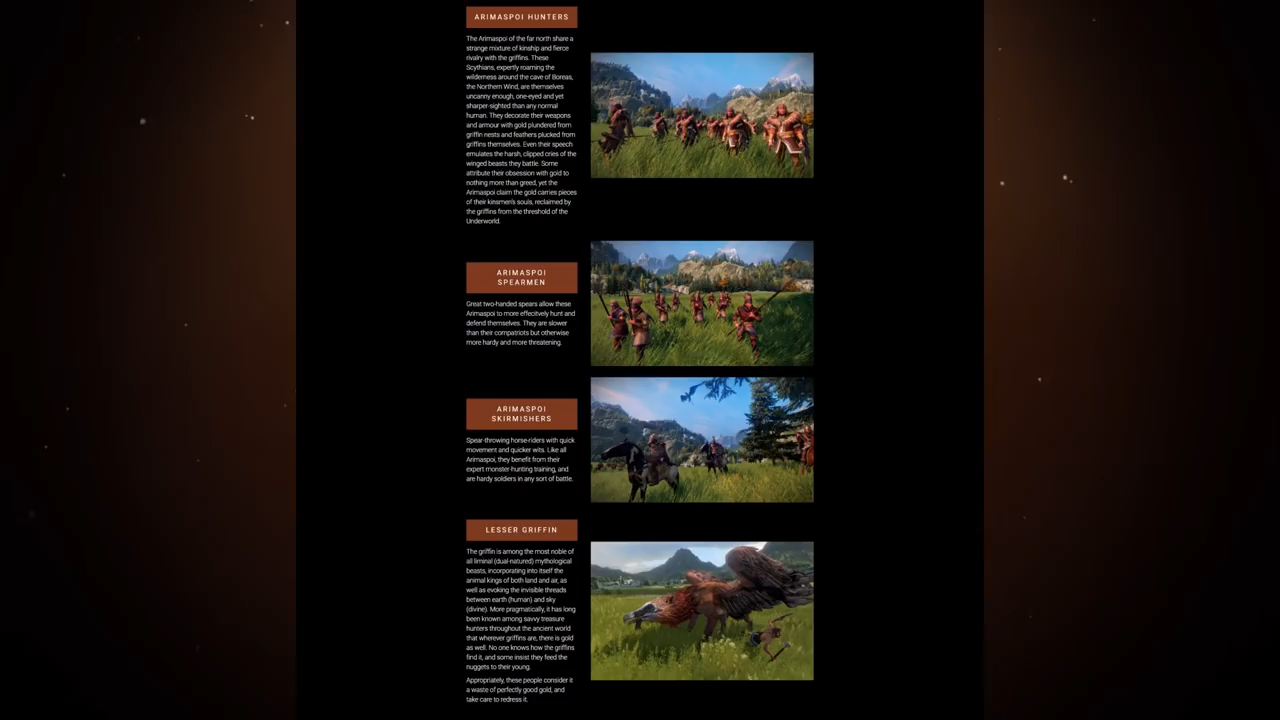 ARIMASPOI HUNTERS
The Arimaspoi of the far north share a
strange mixture of kinship and fierce
rivalry with the griffins. These
Scythians, expertly roaming the
wilderness around the cave of Boreas,
the Northern Wind, are themselves
uncanny enough, one-eyed and yet
sharper-sighted than any normal
human. They decorate their weapons
and armour with gold plundered from
griffin nests and feathers plucked from
griffins themselves. Even their speech
emulates the harsh, clipped cries of the
winged beasts they battle. Some
attribute their obsession with gold to
nothing more than greed, yet the
Arimaspoi claim the gold carries pieces
of their kinsmen's souls, reclaimed by
the griffins from the threshold of the
Underworld.
ARIMASPOI
SPEARMEN
Great two-handed spears allow these
Arimaspoi to more effecitvely hunt and
defend themselves. They are slower
than their compatriots but otherwise
more hardy and more threatening.
ARIMASPOI
SKIRMISHERS
Spear-throwing horse-riders with quick
movement and quicker wits. Like all
Arimaspoi, they benefit from their
expert monster-hunting training, and
are hardy soldiers in any sort of battle.
LESSER GRIFFIN
The griffin is among the most noble of
all liminal (dual-natured) mythological
beasts, incorporating into itself the
animal kings of both land and air, as
well as evoking the invisible threads
between earth (human) and sky
(divine). More pragmatically, it has long
been known among savvy treasure
hunters throughout the ancient world
that wherever griffins are, there is gold
as well. No one knows how the griffins
find it, and some insist they feed the
nuggets to their young.
Appropriately, these people consider it
a waste of perfectly good gold, and
take care to redress it.